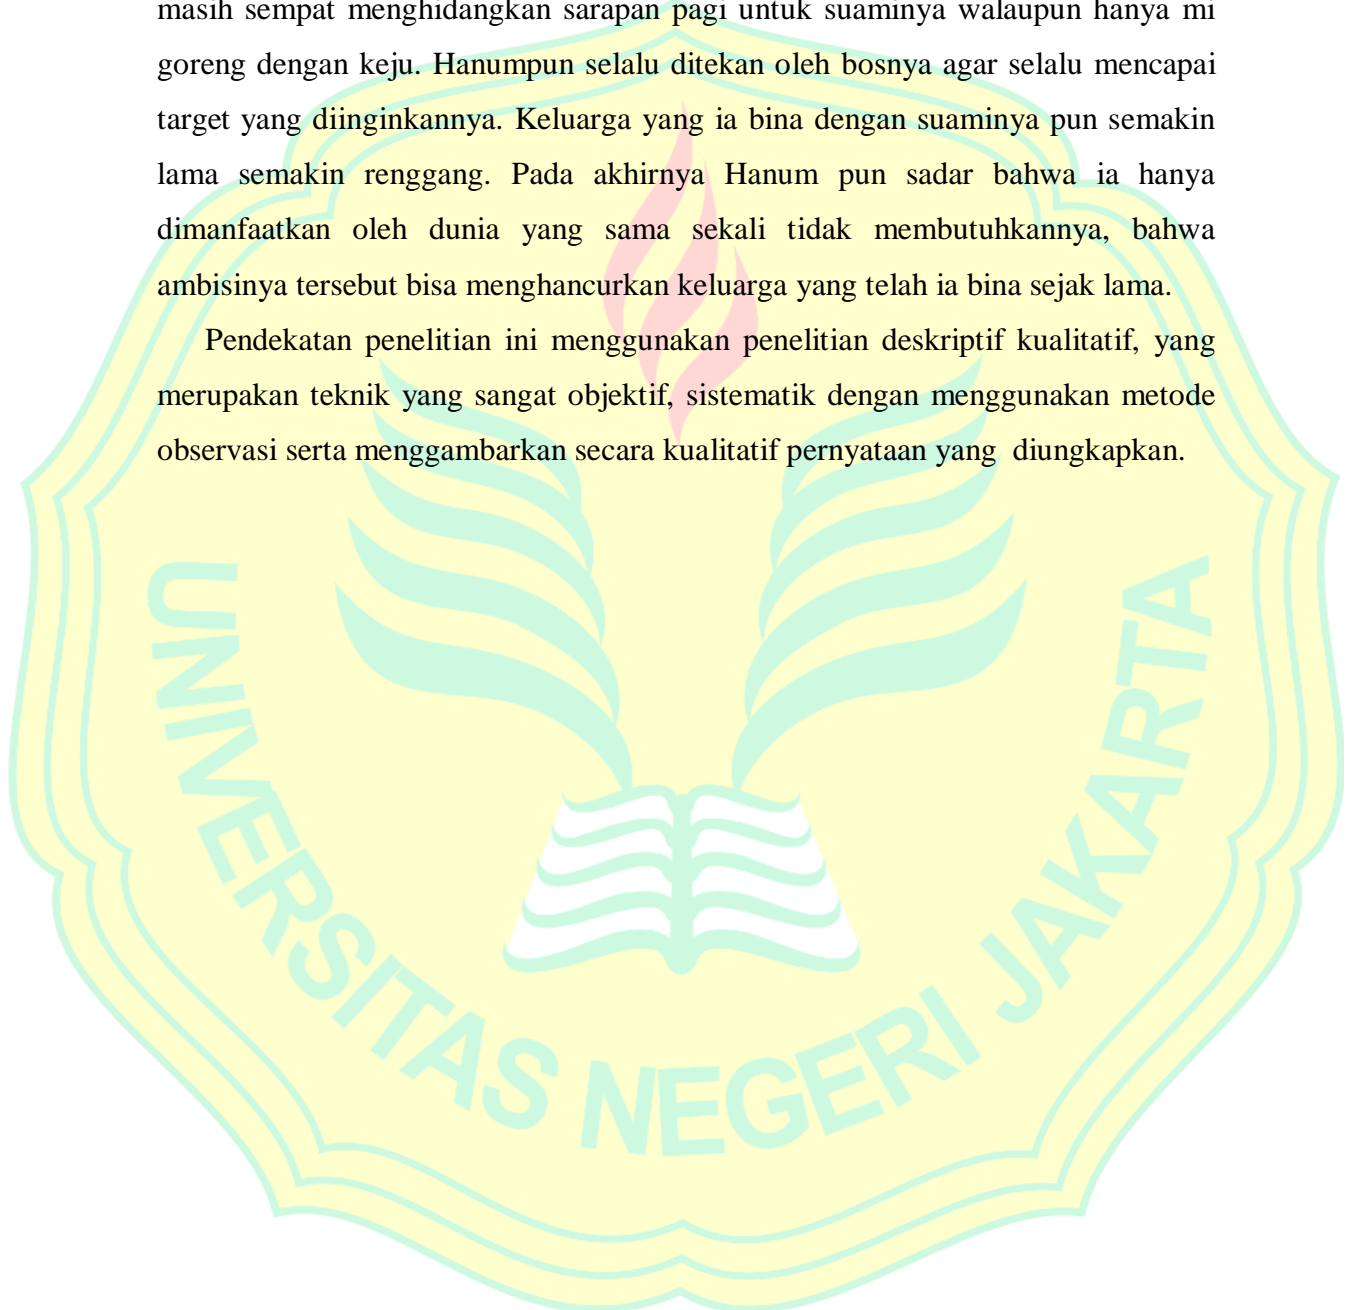 masih sempat menghidangkan sarapan pagi untuk suaminya walaupun hanya mi
goreng dengan keju. Hanumpun selalu ditekan oleh bosnya agar selalu mencapai
target yang diinginkannya. Keluarga yang ia bina dengan suaminya pun semakin
lama semakin renggang. Pada akhirnya Hanum pun sadar bahwa ia hanya
dimanfaatkan oleh dunia yang sama sekali tidak membutuhkannya, bahwa
ambisinya tersebut bisa menghancurkan keluarga yang telah ia bina sejak lama.
Pendekatan penelitian ini menggunakan penelitian deskriptif kualitatif, yang
merupakan teknik yang sangat objektif, sistematik dengan menggunakan metode
observasi serta menggambarkan secara kualitatif pernyataan yang diungkapkan.
UNIVERSITAS NEGERI JAKARTA